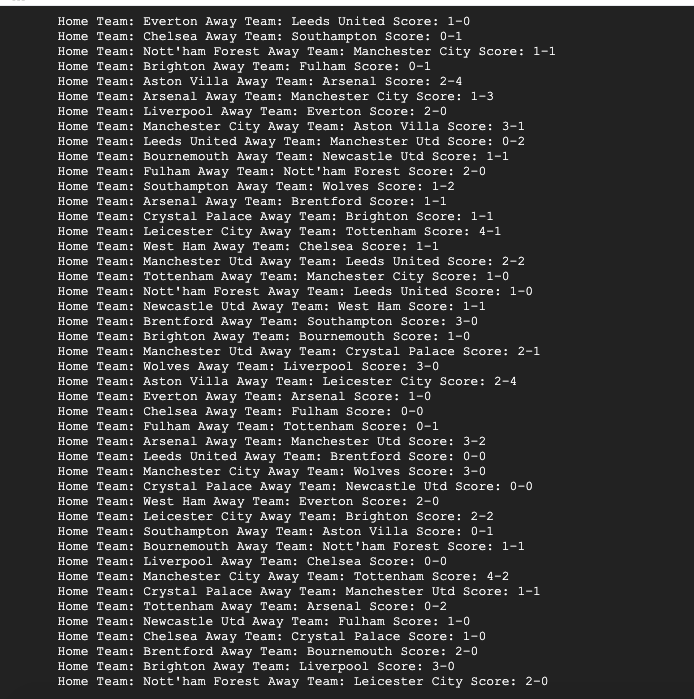 Home Team: Everton Away Team: Leeds United Score: 1-0
Home Team: Chelsea Away Team: Southampton Score: 0-1
Home Team: Nott'ham Forest Away Team: Manchester City Score: 1-1
Home Team: Brighton Away Team: Fulham Score: 0-1
Home Team: Aston Villa Away Team: Arsenal Score: 2-4
Home Team: Arsenal Away Team: Manchester City Score: 1-3
Home Team: Liverpool Away Team: Everton Score: 2-0
Home Team: Manchester City Away Team: Aston Villa Score: 3-1
Home Team: Leeds United Away Team: Manchester Utd Score: 0-2
Home Team: Bournemouth Away Team: Newcastle Utd Score: 1-1
Home Team: Fulham Away Team: Nott'ham Forest Score: 2-0
Home Team: Southampton Away Team: Wolves Score: 1-2
Home Team: Arsenal Away Team: Brentford Score: 1-1
Home Team: Crystal Palace Away Team: Brighton Score: 1-1
Home Team: Leicester City Away Team: Tottenham Score: 4-1
Home Team: West Ham Away Team: Chelsea Score: 1-1
Home Team: Manchester Utd Away Team: Leeds United Score: 2-2
Home Team: Tottenham Away Team: Manchester City Score: 1-0
Home Team: Nott'ham Forest Away Team: Leeds United Score: 1-0
Home Team: Newcastle Utd Away Team: West Ham Score: 1-1
Home Team: Brentford Away Team: Southampton Score: 3-0
Home Team: Brighton Away Team: Bournemouth Score: 1-0
Home Team: Manchester Utd Away Team: Crystal Palace Score: 2-1
Home Team: Wolves Away Team: Liverpool Score: 3-0
Home Team: Aston Villa Away Team: Leicester City Score: 2-4
Home Team: Everton Away Team: Arsenal Score: 1-0
Home Team: Chelsea Away Team: Fulham Score: 0-0
Home Team: Fulham Away Team: Tottenham Score: 0-1
Home Team: Arsenal Away Team: Manchester Utd Score: 3-2
Home Team: Leeds United Away Team: Brentford Score: 0-0
Home Team: Manchester City Away Team: Wolves Score: 3-0
Home Team: Crystal Palace Away Team: Newcastle Utd Score: 0-0
Home Team: West Ham Away Team: Everton Score: 2-0
Home Team: Leicester City Away Team: Brighton Score: 2-2
Home Team: Southampton Away Team: Aston Villa Score: 0-1
Home Team: Bournemouth Away Team: Nott'ham Forest Score: 1-1
Home Team: Liverpool Away Team: Chelsea Score: 0-0
Home Team: Manchester City Away Team: Tottenham Score: 4-2
Home Team: Crystal Palace Away Team: Manchester Utd Score: 1-1
Home Team: Tottenham Away Team: Arsenal Score: 0-2
Home Team: Newcastle Utd Away Team: Fulham Score: 1-0
Home Team: Chelsea Away Team: Crystal Palace Score: 1-0
Home Team: Brentford Away Team: Bournemouth Score: 2-0
Home Team: Brighton Away Team: Liverpool Score: 3-0
Home Team: Nott'ham Forest Away Team: Leicester City Score: 2-0